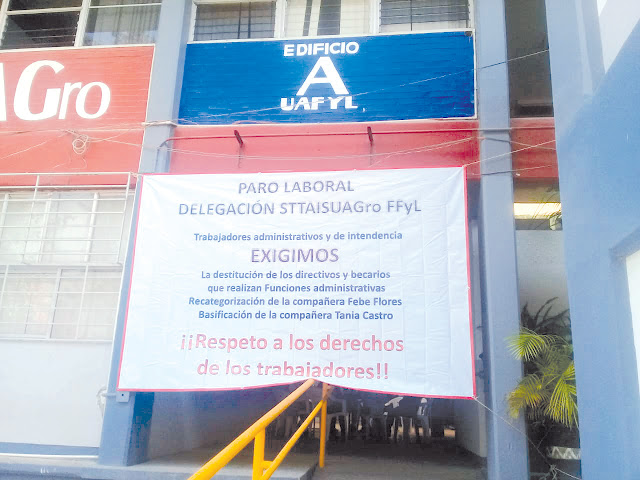 EDIFICIO
A
UAFYL
AGro
PARO LABORAL
DELEGACIÓN STTAISUAGro FFyL
Trabajadores administrativos y de intendencia
EXIGIMOS
La destitución de los directivos y becarios
que realizan Funciones administrativas
Recategorización de la compañera Febe Flores
Basificación de la compañera Tania Castro
¡¡Respeto a los derechos
de los trabajadores!!